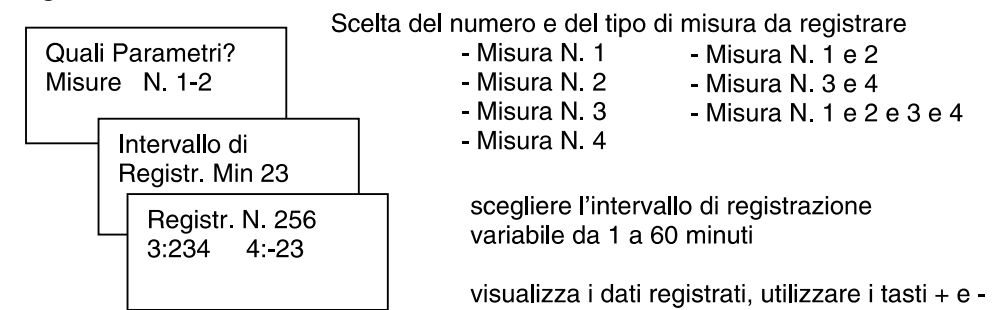 Scelta del numero e del tipo di misura da registrare
Quali Parametri?
Misure N. 1-2
- Misura N. 1 - Misura N. 1 e 2
- Misura N. 2 - Misura N. 3 e 4
- Misura N. 3 - Misura N. 1 e 2 e 3 e 4
- Misura N. 4
Intervallo di
Registr. Min 23
scegliere l'intervallo di registrazione
variabile da 1 a 60 minuti
Registr. N. 256
3:234 4:-23
visualizza i dati registrati, utilizzare i tasti + e -